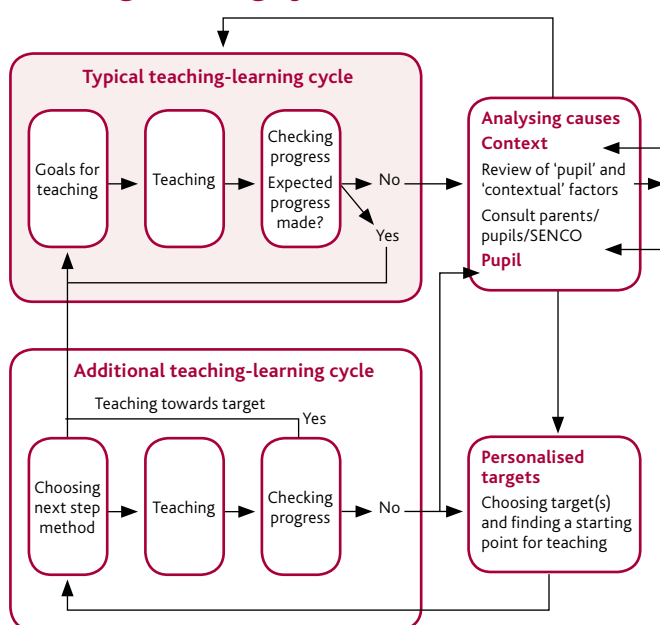 Typical teaching-learning cycle
Goals for
teaching
Teaching
Checking
progress
Expected
progress
made?
No
Yes
Analysing causes
Context
Review of 'pupil' and
'contextual' factors
Consult parents/
pupils/SENCO
Pupil
Additional teaching-learning cycle
Teaching towards target
Yes
Choosing
next step
method
Teaching
Checking
progress
No
Personalised
targets
Choosing target(s)
and finding a starting
point for teaching